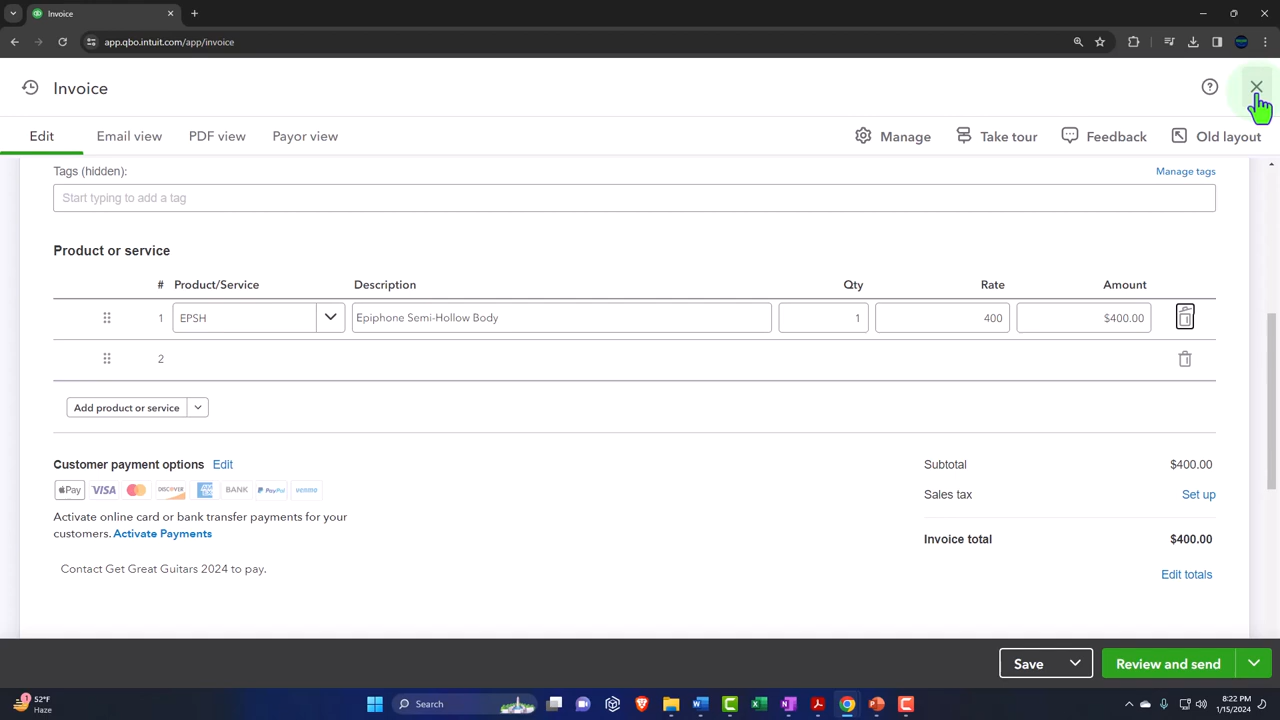 Invoice
app.qbo.intuit.com/app/invoice
Invoice
Edit Email view PDF view Payor view Manage Take tour Feedback Old layout
Tags (hidden): Manage tags
Start typing to add a tag
Product or service
# Product/Service Description Qty Rate Amount
1 EPSH Epiphone Semi-Hollow Body 1 400 $400.00
2
Add product or service
Customer payment options Edit Subtotal $400.00
Pay VISA DISCOVER BANK PayPal venmo
Sales tax Set up
Activate online card or bank transfer payments for your
customers. Activate Payments
Invoice total $400.00
Contact Get Great Guitars 2024 to pay.
Edit totals
Save Review and send
1 52°F
Haze
Search
8:22 PM
1/15/2024